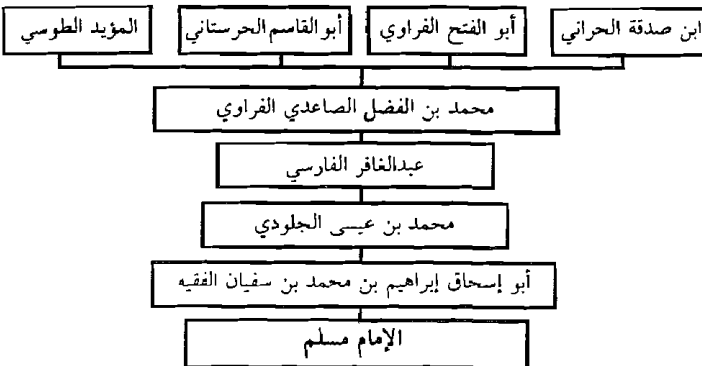 ابن صدقة الحراني
أبو الفتح الفراوي
أبو القاسم الحرستاني
المؤيد الطوسي
محمد بن الفضل الصاعدي الفراوي
عبدالغافر الفارسي
محمد بن عيسى الجلودي
أبو إسحاق إبراهيم بن محمد بن سفيان الفقيه
الإمام مسلم